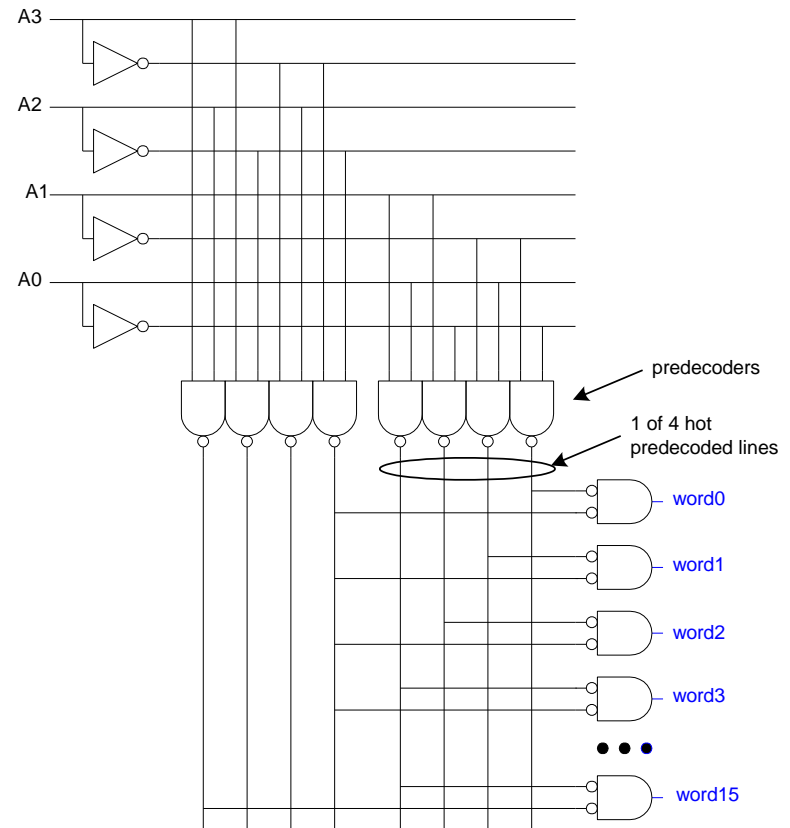 A3
A2
A1
A0
predecoders
1 of 4 hot
predecoded lines
word0
word1
word2
word3
word15